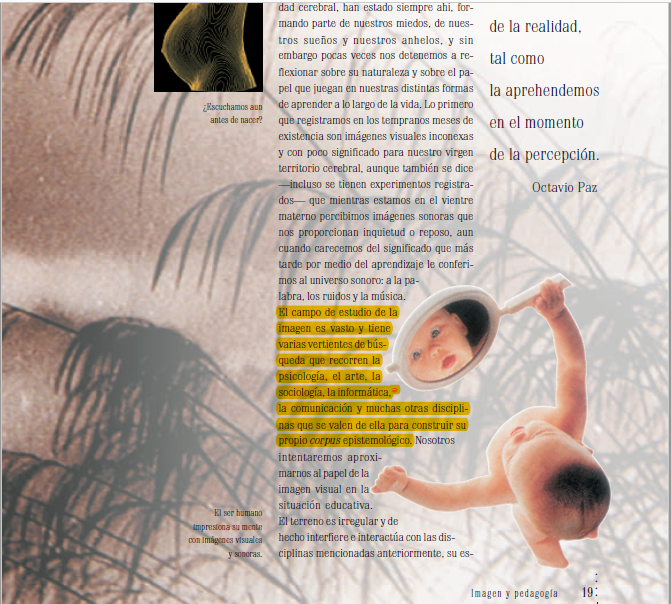 ¿Escuchamos aun
antes de nacer?
dad cerebral, han estado siempre ahí, for-
mando parte de nuestros miedos, de nues-
tros sueños y nuestros anhelos, y sin
embargo pocas veces nos detenemos a re-
flexionar sobre su naturaleza y sobre el pa-
pel que juegan en nuestras distintas formas
de aprender a lo largo de la vida. Lo primero
que registramos en los tempranos meses de
existencia son imágenes visuales inconexas
y con poco significado para nuestro virgen
territorio cerebral, aunque también se dice
—incluso se tienen experimentos registra-
dos— que mientras estamos en el vientre
materno percibimos imágenes sonoras que
nos proporcionan inquietud o reposo, aun
cuando carecemos del significado que más
tarde por medio del aprendizaje le conferi-
mos al universo sonoro: a la pa-
labra, los ruidos y la música.
El campo de estudio de la
imagen es vasto y tiene
varias vertientes de bús-
queda que recorren la
psicología, el arte, la
sociología, la informática,
la comunicación y muchas otras discipli-
nas que se valen de ella para construir su
propio corpus epistemológico. Nosotros
intentaremos aproxi-
marnos al papel de la
imagen visual en la
situación educativa.
El terreno es irregular y de
hecho interfiere e interactúa con las dis-
ciplinas mencionadas anteriormente, su es-
de la realidad,
tal como
la aprehendemos
en el momento
de la percepción.
Octavio Paz
El ser humano
impresiona su mente
con imágenes visuales
y sonoras.
Imagen y pedagogía 19